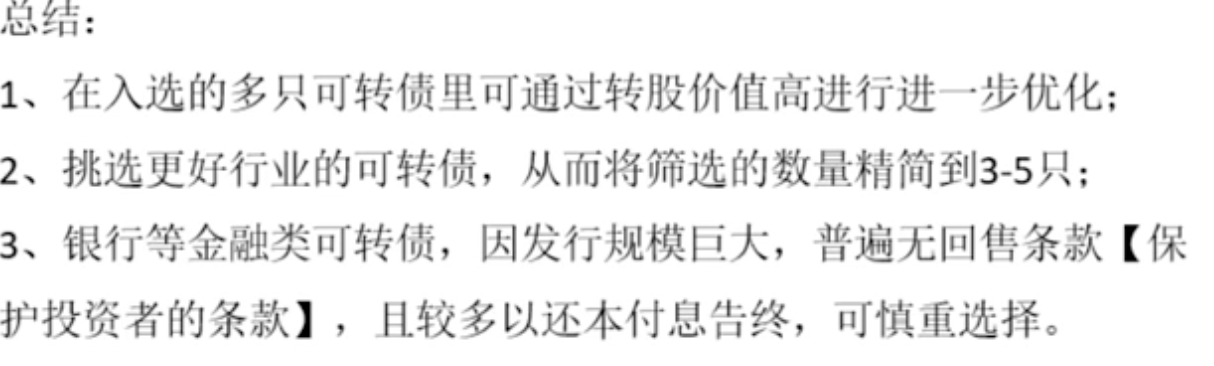 总结：
1、在入选的多只可转债里可通过转股价值高进行进一步优化；
2、挑选更好行业的可转债，从而将筛选的数量精简到3-5只；
3、银行等金融类可转债，因发行规模巨大，普遍无回售条款【保
护投资者的条款】，且较多以还本付息告终，可慎重选择。